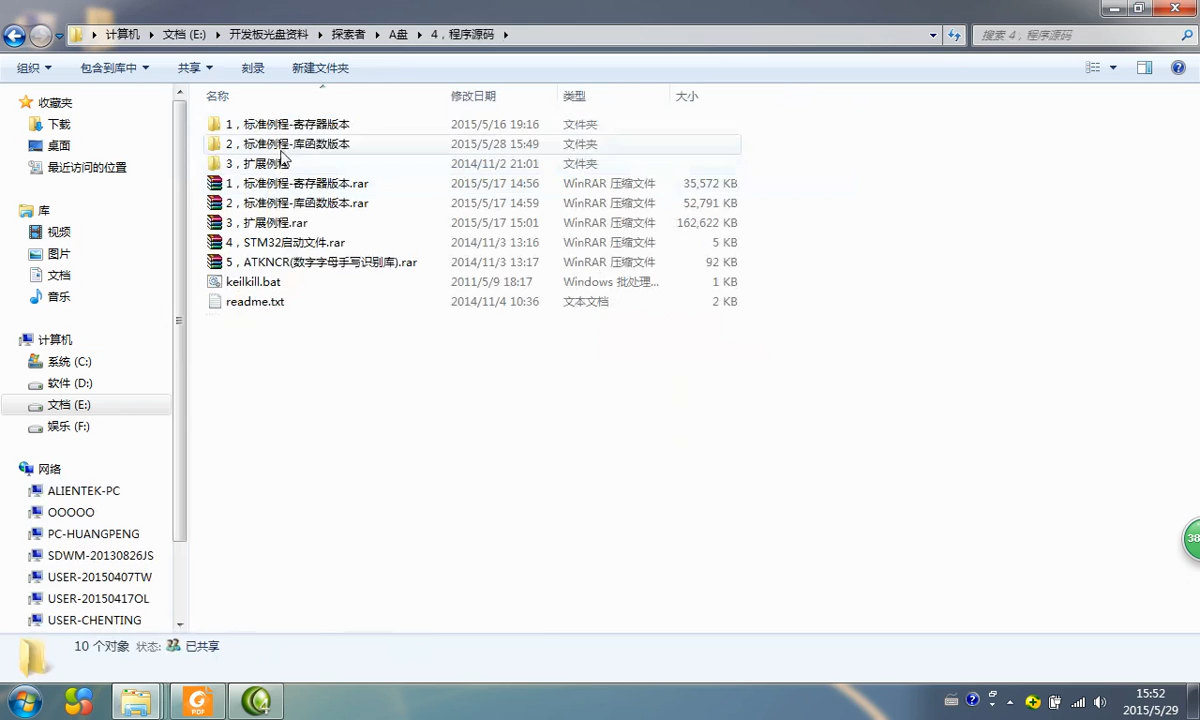 计算机 文档 (E:) 开发板光盘资料 探索者 A盘 4，程序源码
搜索 4，程序源码
组织 包含到库中 共享 刻录 新建文件夹
名称 修改日期 类型 大小
1，标准例程-寄存器版本 2015/5/16 19:16 文件夹
2，标准例程-库函数版本 2015/5/28 15:49 文件夹
3，扩展例程 2014/11/2 21:01 文件夹
1，标准例程-寄存器版本.rar 2015/5/17 14:56 WinRAR 压缩文件 35,572 KB
2，标准例程-库函数版本.rar 2015/5/17 14:59 WinRAR 压缩文件 52,791 KB
3，扩展例程.rar 2015/5/17 15:01 WinRAR 压缩文件 162,622 KB
4，STM32启动文件.rar 2014/11/3 13:16 WinRAR 压缩文件 5 KB
5，ATKNCR(数字字母手写识别库).rar 2014/11/3 13:17 WinRAR 压缩文件 92 KB
keilkill.bat 2011/5/9 18:17 Windows 批处理... 1 KB
readme.txt 2014/11/4 10:36 文本文档 2 KB
收藏夹
下载
桌面
最近访问的位置
库
视频
图片
文档
音乐
计算机
系统 (C:)
软件 (D:)
文档 (E:)
娱乐 (F:)
网络
ALIENTEK-PC
OOOOO
PC-HUANGPENG
SDWM-20130826JS
USER-20150407TW
USER-20150417OL
USER-CHENTING
38
10 个对象 状态: 已共享
PDF
15:52
2015/5/29